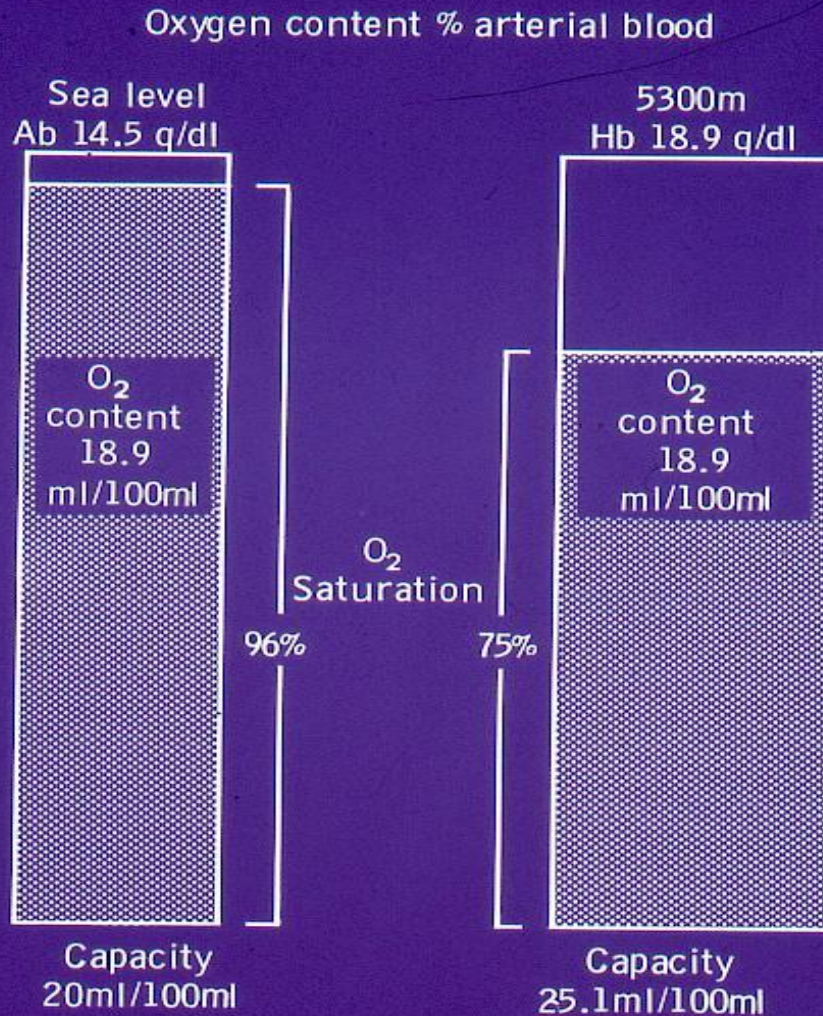 Oxygen content % arterial blood
Sea level
Ab 14.5 q/dl
O₂
content
18.9
ml/100ml
96%
Capacity
20ml/100ml
O₂
Saturation
5300m
Hb 18.9 q/dl
O₂
content
18.9
ml/100ml
75%
Capacity
25.1ml/100ml